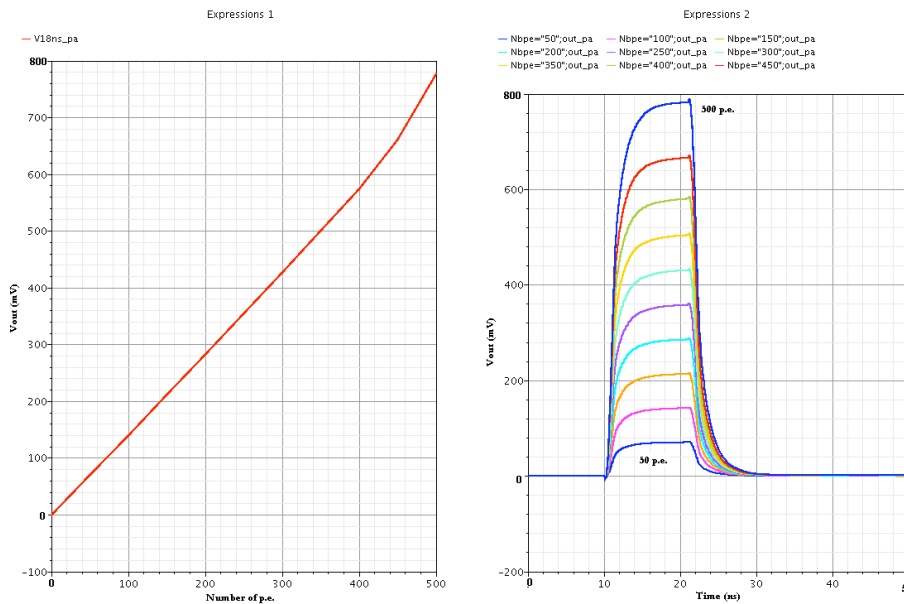 Expressions 1
V18ns_pa
800
700
600
500
400
300
200
100
0
-100
Vout (mV)
0
100
200
300
400
500
Number of p.e.
Expressions 2
Nbpe="50";out_pa Nbpe="100";out_pa Nbpe="150";out_pa
Nbpe="200";out_pa Nbpe="250";out_pa Nbpe="300";out_pa
Nbpe="350";out_pa Nbpe="400";out_pa Nbpe="450";out_pa
800
600
400
200
0
-200
Vout (mV)
500 p.e.
50 p.e.
0
10
20
30
40
Time (ns)